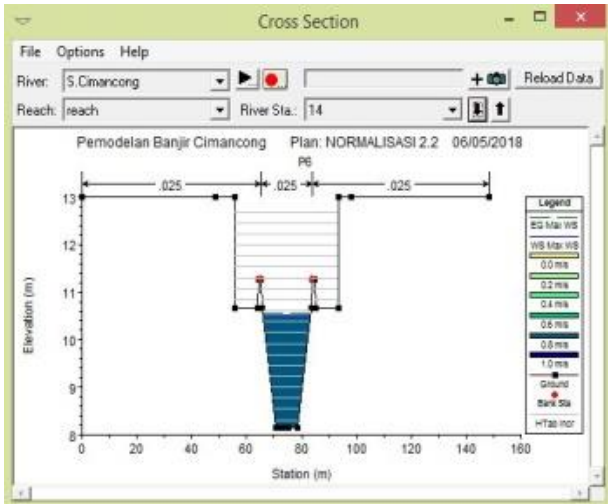 Cross Section
File Options Help
River: S.Cimancong Reload Data
Reach: reach River Sta.: 14
Pemodelan Banjir Cimancong Plan: NORMALISASI 2.2 06/05/2018
P6
.025 .025 .025
Legend
EG Max WS
WS Max WS
0.0 m/s
0.2 m/s
0.4 m/s
0.6 m/s
0.8 m/s
1.0 m/s
Ground
Bank Sta
HTab Incr
13
12
11
10
9
8
Elevation (m)
0 20 40 60 80 100 120 140 160
Station (m)